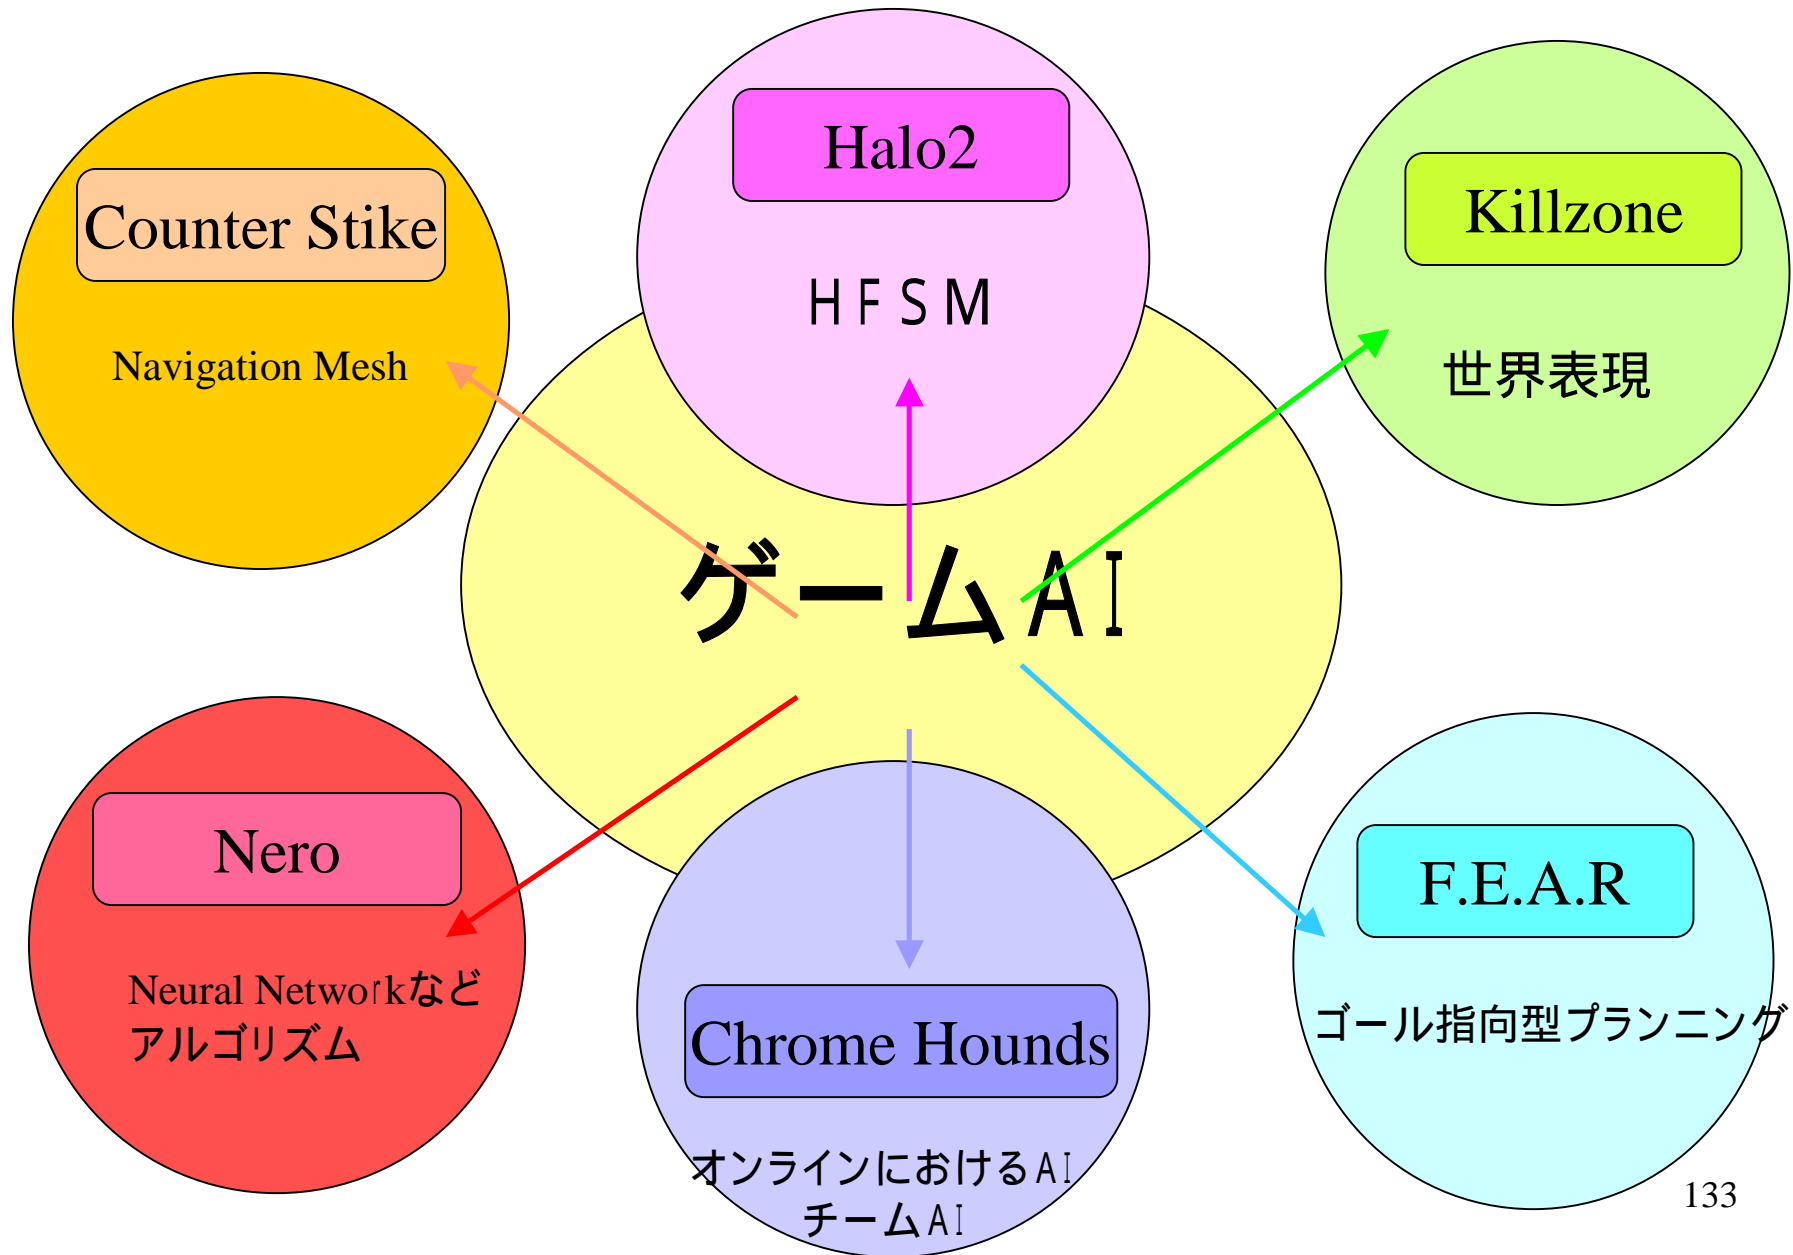 Halo2
ＨＦＳＭ
Counter Stike
Navigation Mesh
Killzone
世界表現
ゲームＡＩ
Nero
Neural Networkなど
アルゴリズム
Chrome Hounds
オンラインにおけるＡＩ
チームＡＩ
F.E.A.R
ゴール指向型プランニング
133